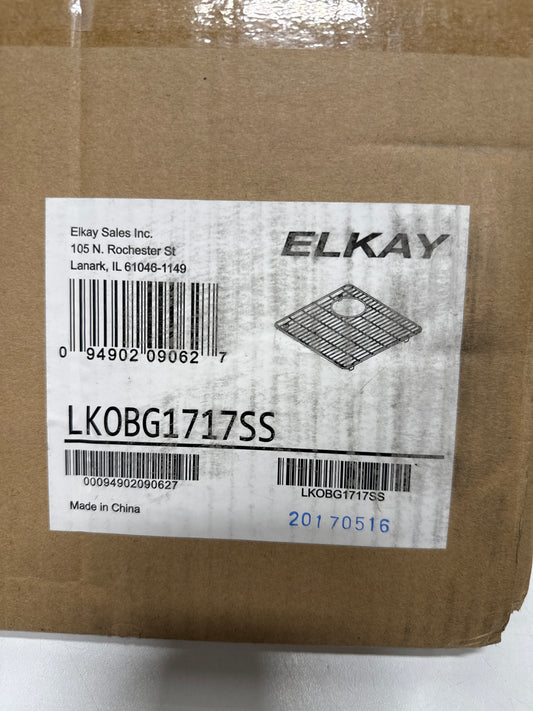 Elkay Sales Inc.
105 N. Rochester St
Lanark, IL 61046-1149
ELKAY
0 94902 09062 7
LKOBG1717SS
00094902090627
LKOBG1717SS
Made in China
20170516